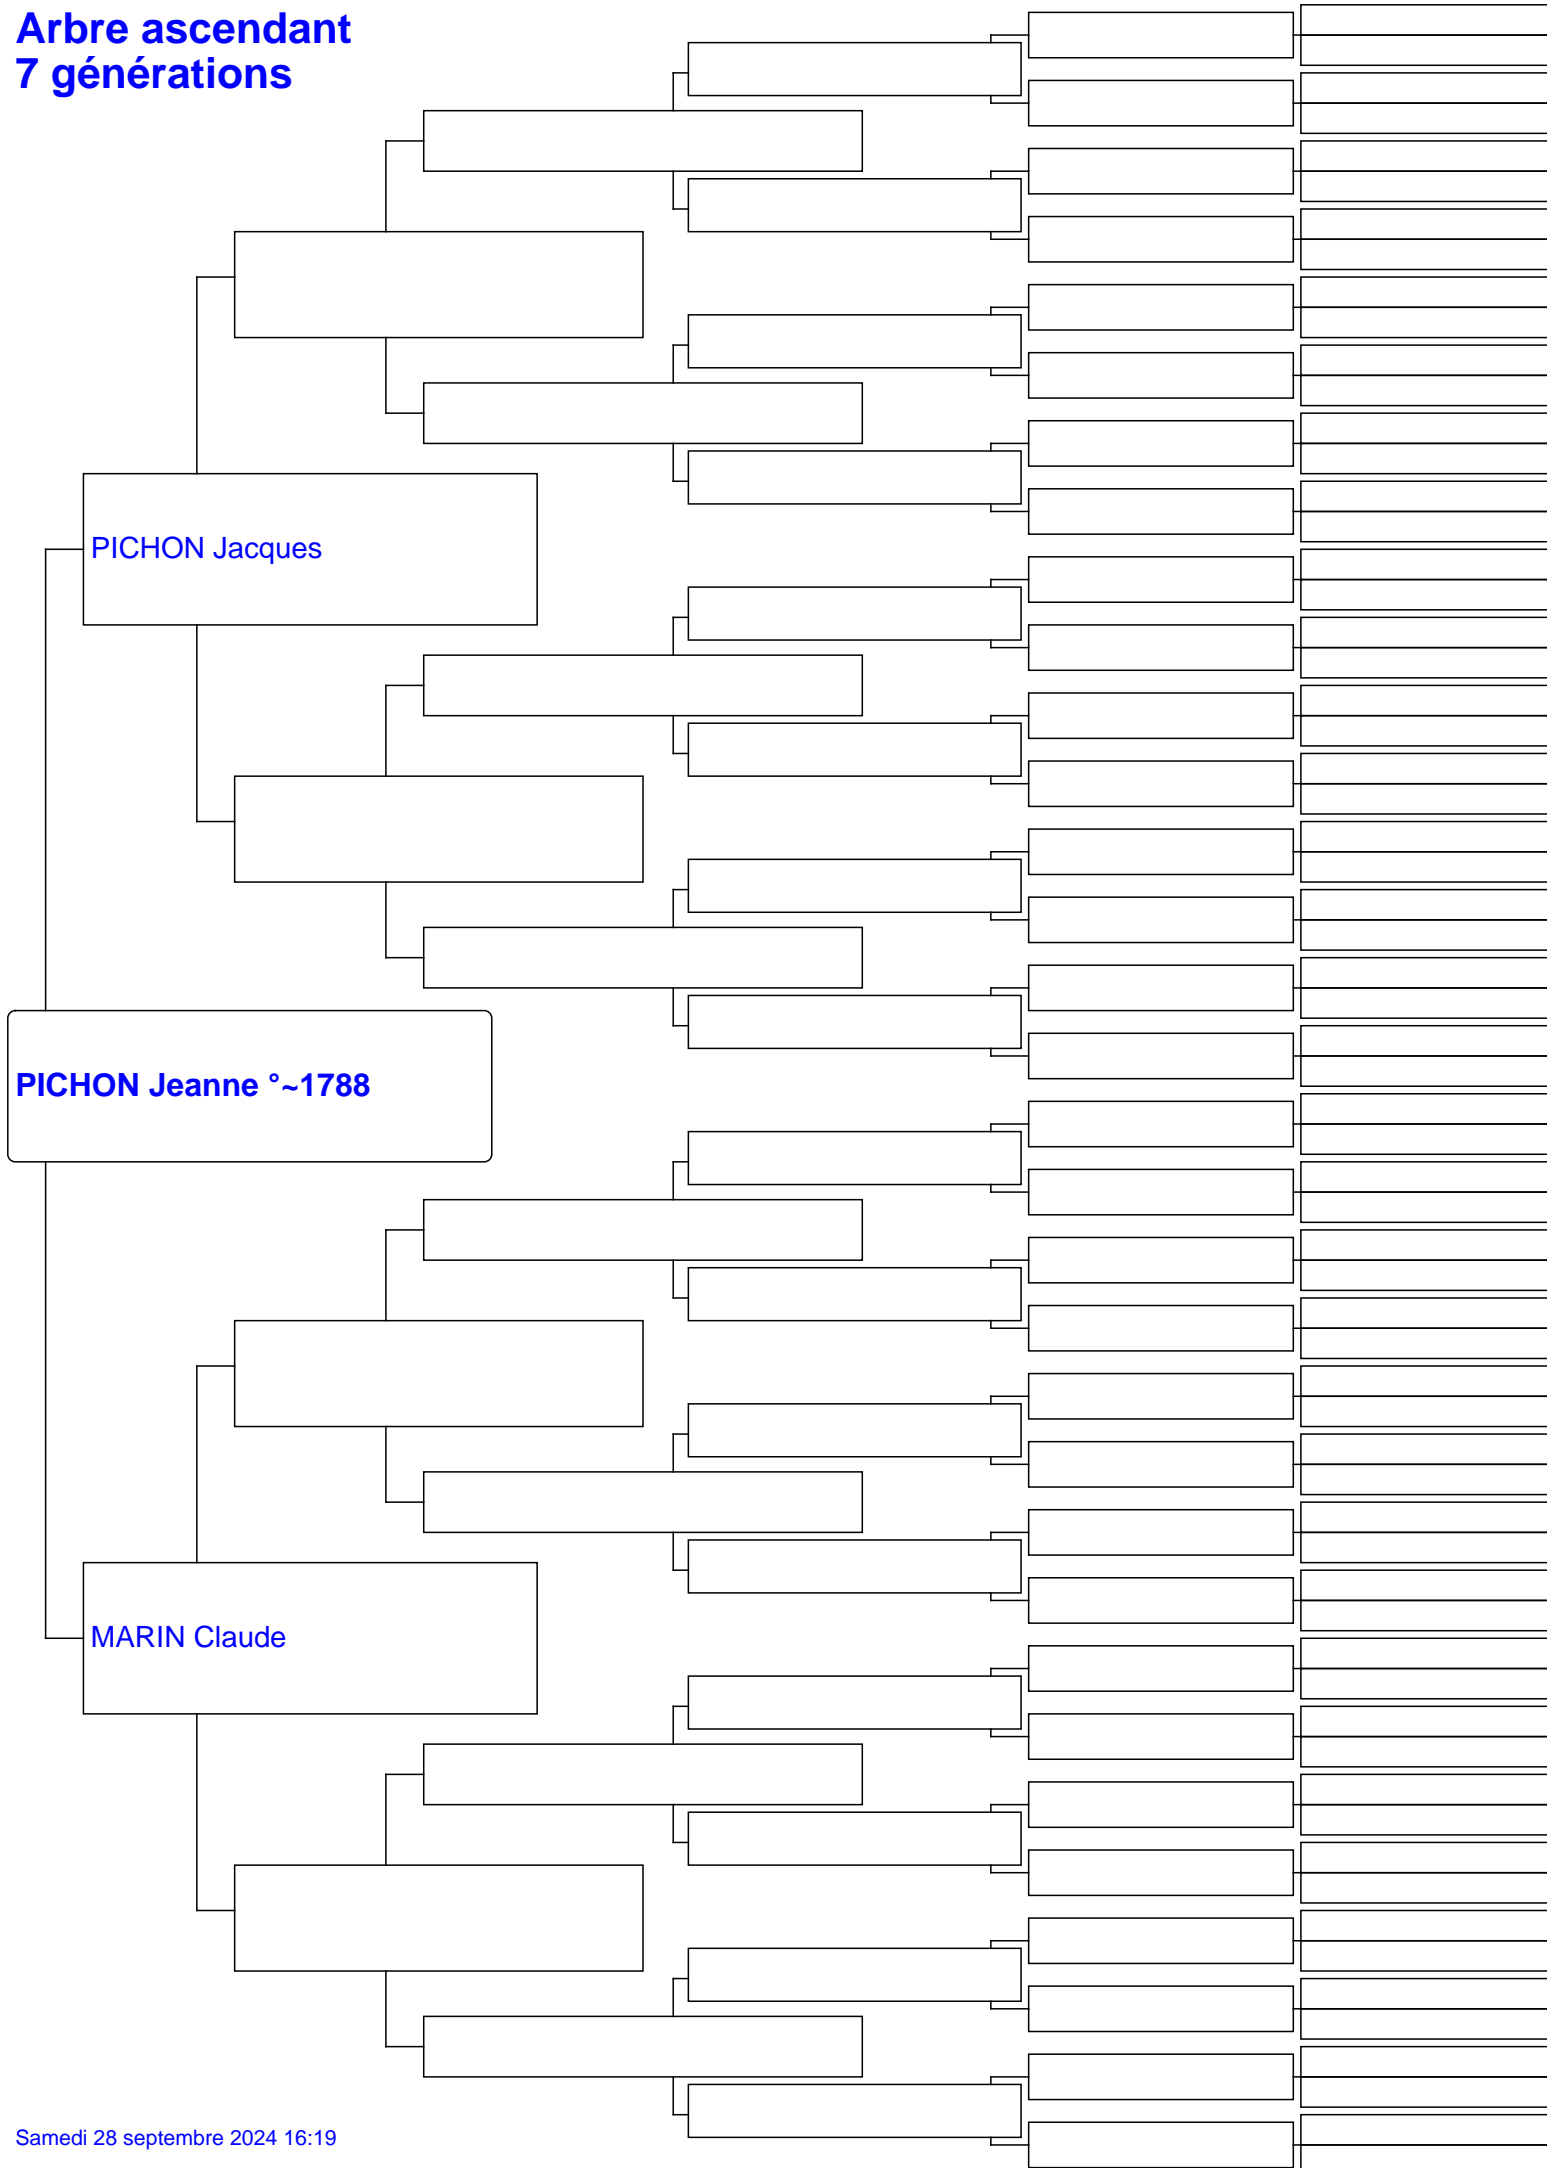 Arbre ascendant
7 générations
PICHON Jacques
PICHON Jeanne °~1788
MARIN Claude
Samedi 28 septembre 2024 16:19